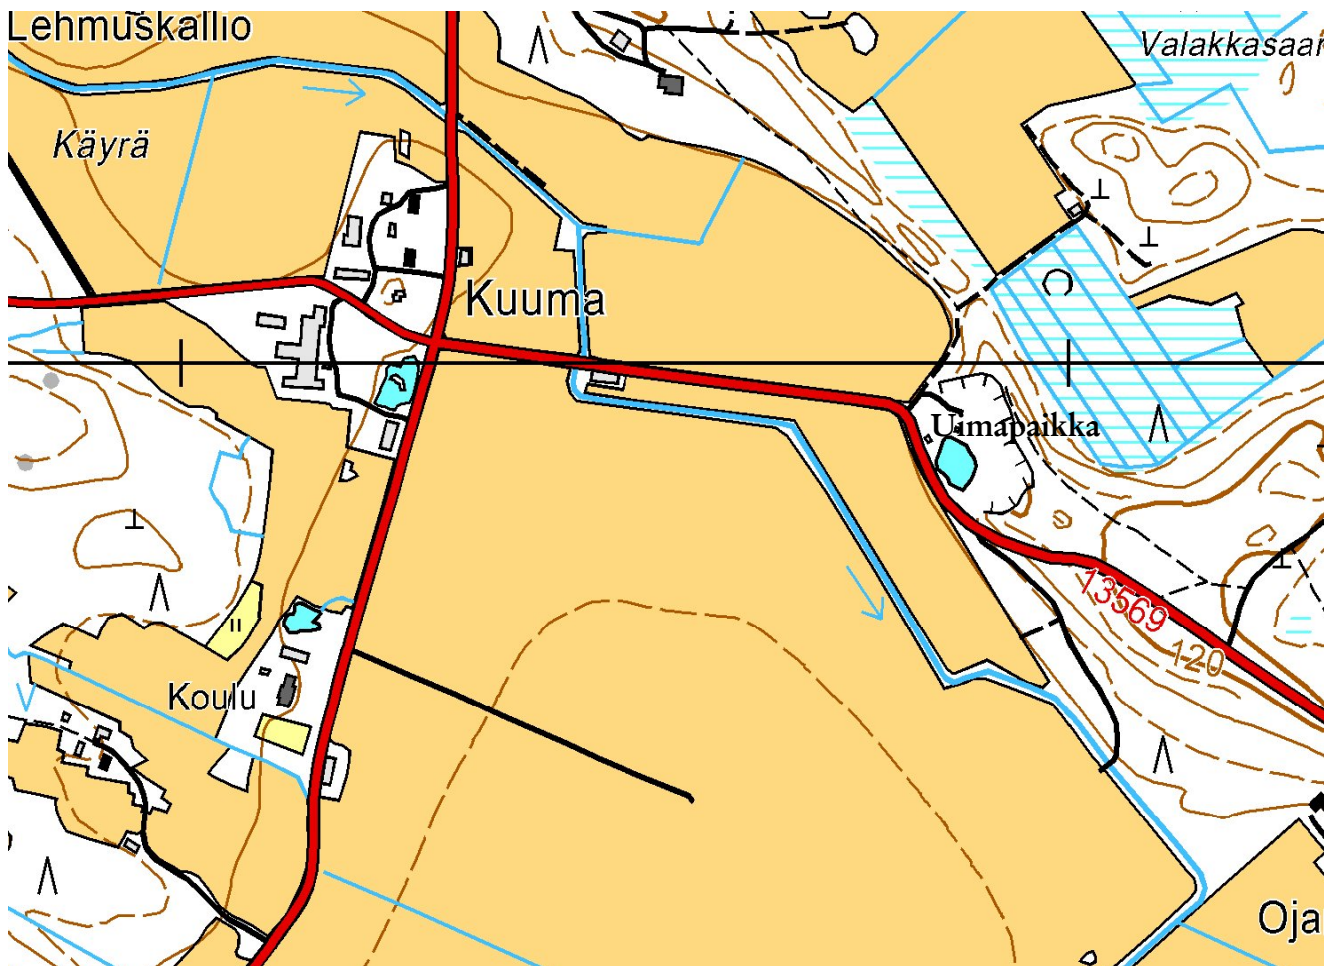 Lehmuskallio
Valakkasaar
Käyrä
Kuuma
Uimapaikka
13569
120
Koulu
Oja